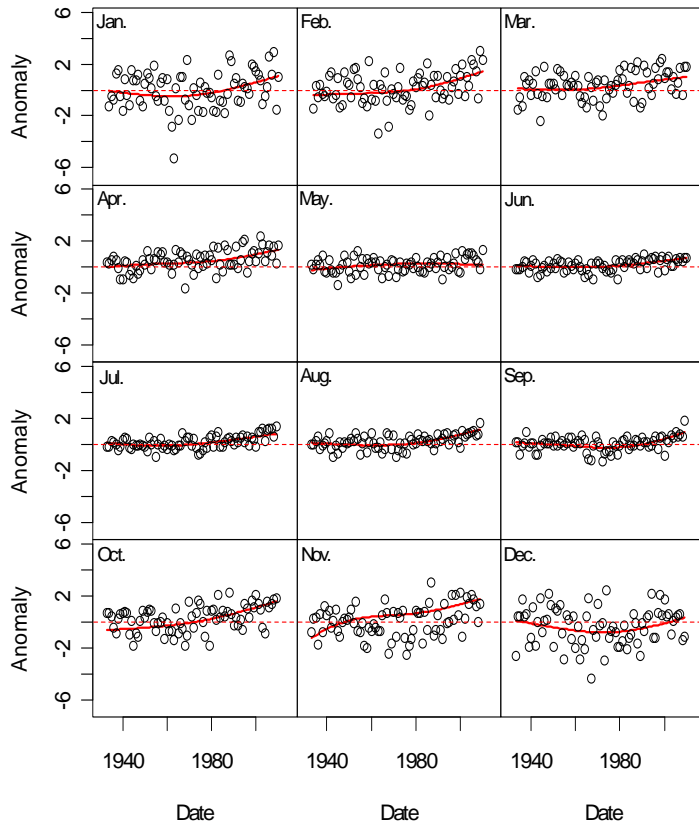 6
Jan.
Feb.
Mar.
Anomaly
2
-2
-6
6
Apr.
May.
Jun.
Anomaly
2
-2
-6
6
Jul.
Aug.
Sep.
Anomaly
2
-2
-6
6
Oct.
Nov.
Dec.
Anomaly
2
-2
-6
1940 1980 1940 1980 1940 1980
Date Date Date